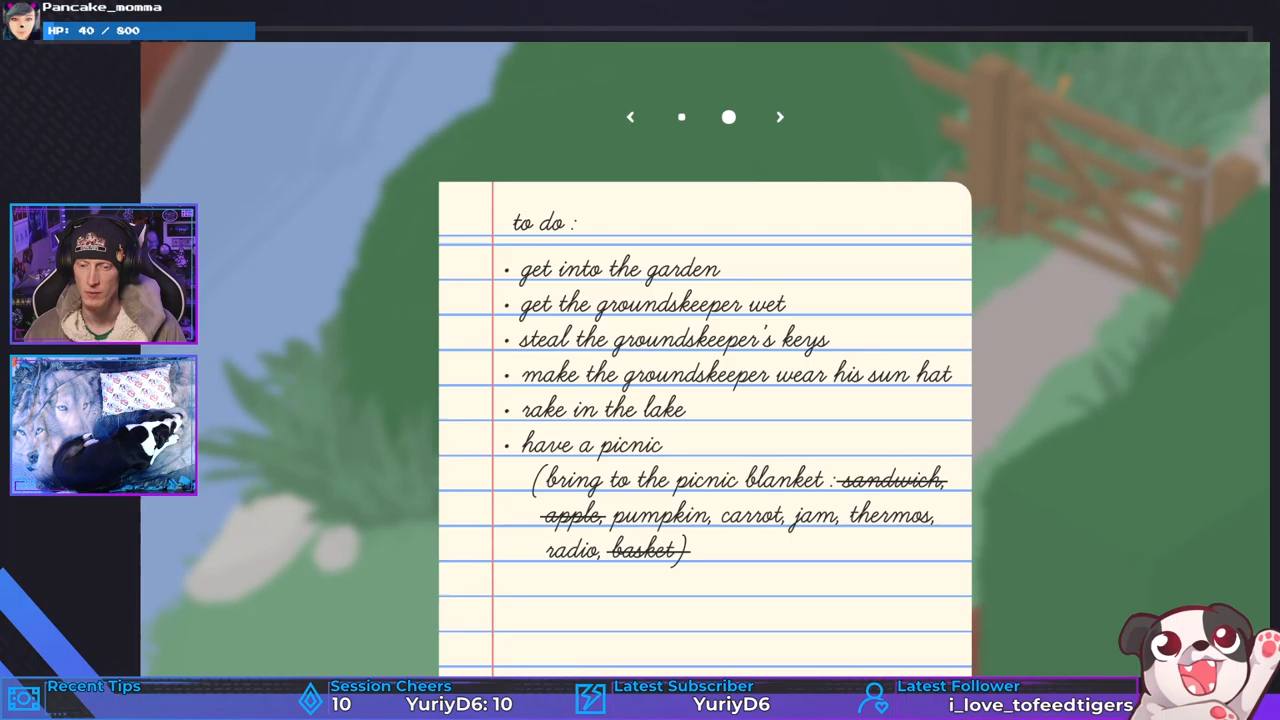 Pancake_momma
HP: 40 / 800
to do :
• get into the garden
• get the groundskeeper wet
• steal the groundskeeper's keys
• make the groundskeeper wear his sun hat
• rake in the lake
• have a picnic
(bring to the picnic blanket : sandwich,
apple, pumpkin, carrot, jam, thermos,
radio, basket)
Recent Tips
Session Cheers
Latest Subscriber
Latest Follower
10
YuriyD6: 10
YuriyD6
i_love_tofeedtigers